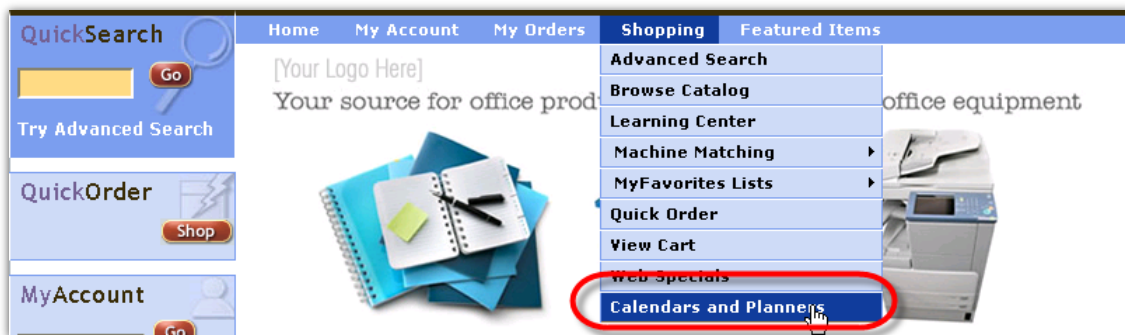 QuickSearch
Go
Try Advanced Search
QuickOrder
Shop
MyAccount
Go
Home My Account My Orders Shopping Featured Items
[Your Logo Here]
Your source for office prod office equipment
Advanced Search
Browse Catalog
Learning Center
Machine Matching
MyFavorites Lists
Quick Order
View Cart
Web Specials
Calendars and Planners